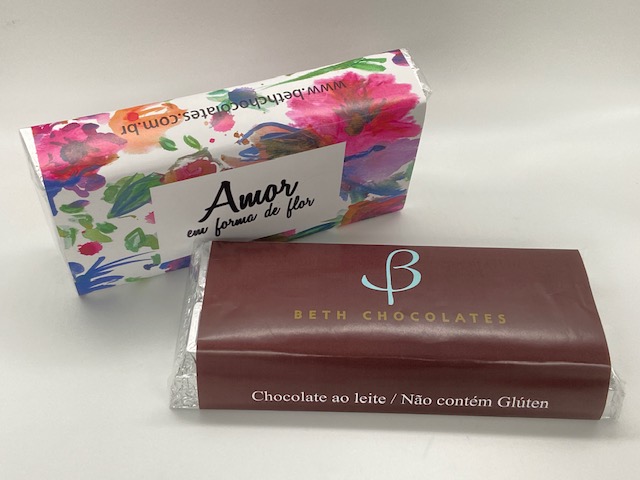 www.bethchocolates.com.br
Amor
em forma de flor
β
BETH CHOCOLATES
Chocolate ao leite / Não contém Glúten